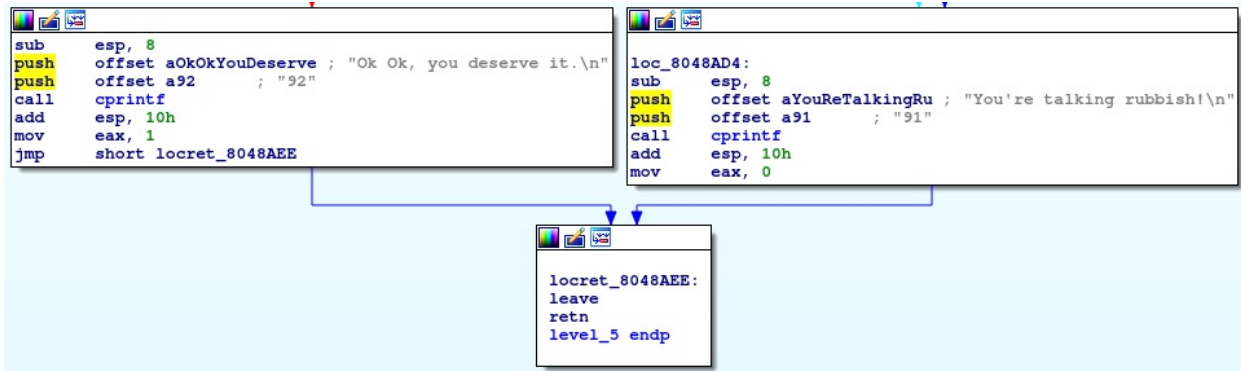 sub     esp, 8
push    offset aOkOkYouDeserve ; "Ok Ok, you deserve it.\n"
push    offset a92      ; "92"
call    cprintf
add     esp, 10h
mov     eax, 1
jmp     short locret_8048AEE
loc_8048AD4:
sub     esp, 8
push    offset aYouReTalkingRu ; "You're talking rubbish!\n"
push    offset a91      ; "91"
call    cprintf
add     esp, 10h
mov     eax, 0
locret_8048AEE:
leave
retn
level_5 endp